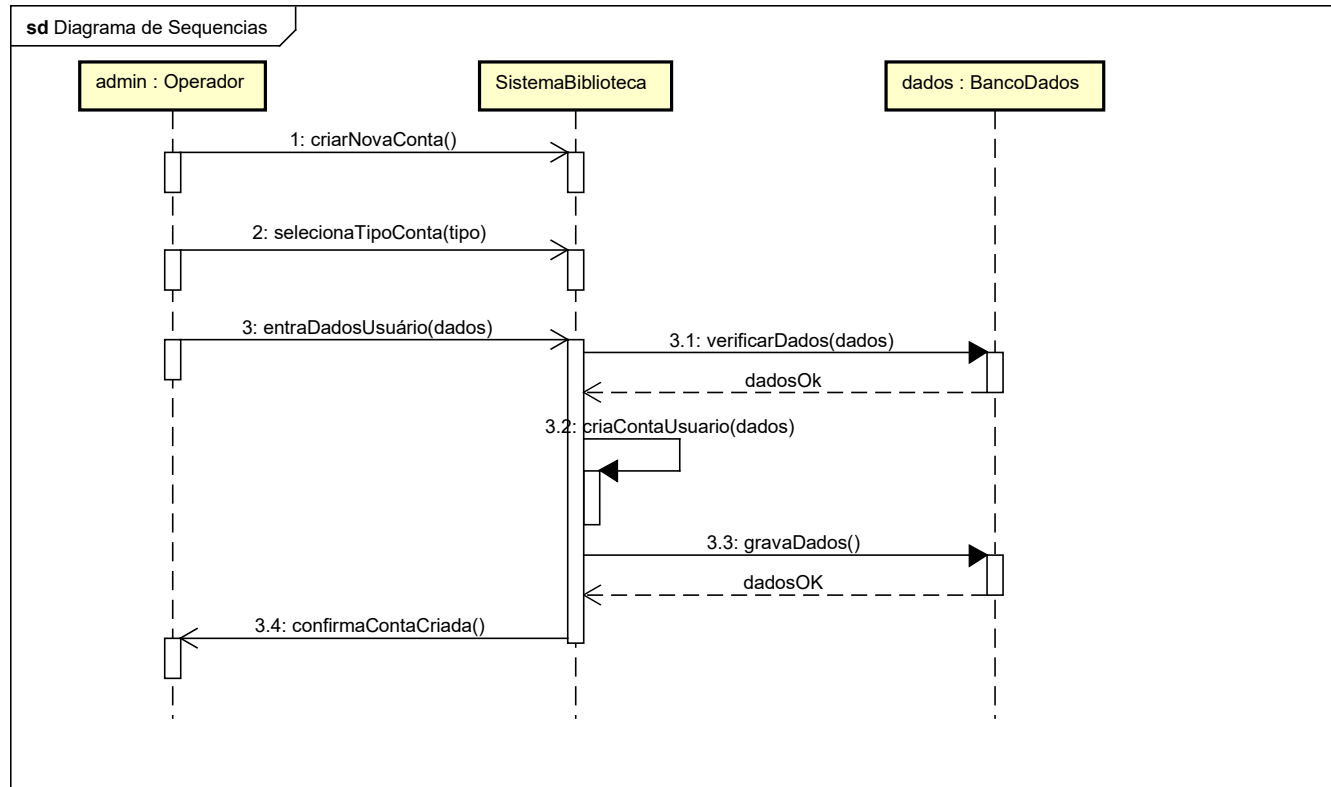 sd Diagrama de Sequencias
admin : Operador
SistemaBiblioteca
dados : BancoDados
1: criarNovaConta()
2: selecionaTipoConta(tipo)
3: entraDadosUsuário(dados)
3.1: verificarDados(dados)
dadosOk
3.2: criaContaUsuario(dados)
3.3: gravaDados()
dadosOK
3.4: confirmaContaCriada()